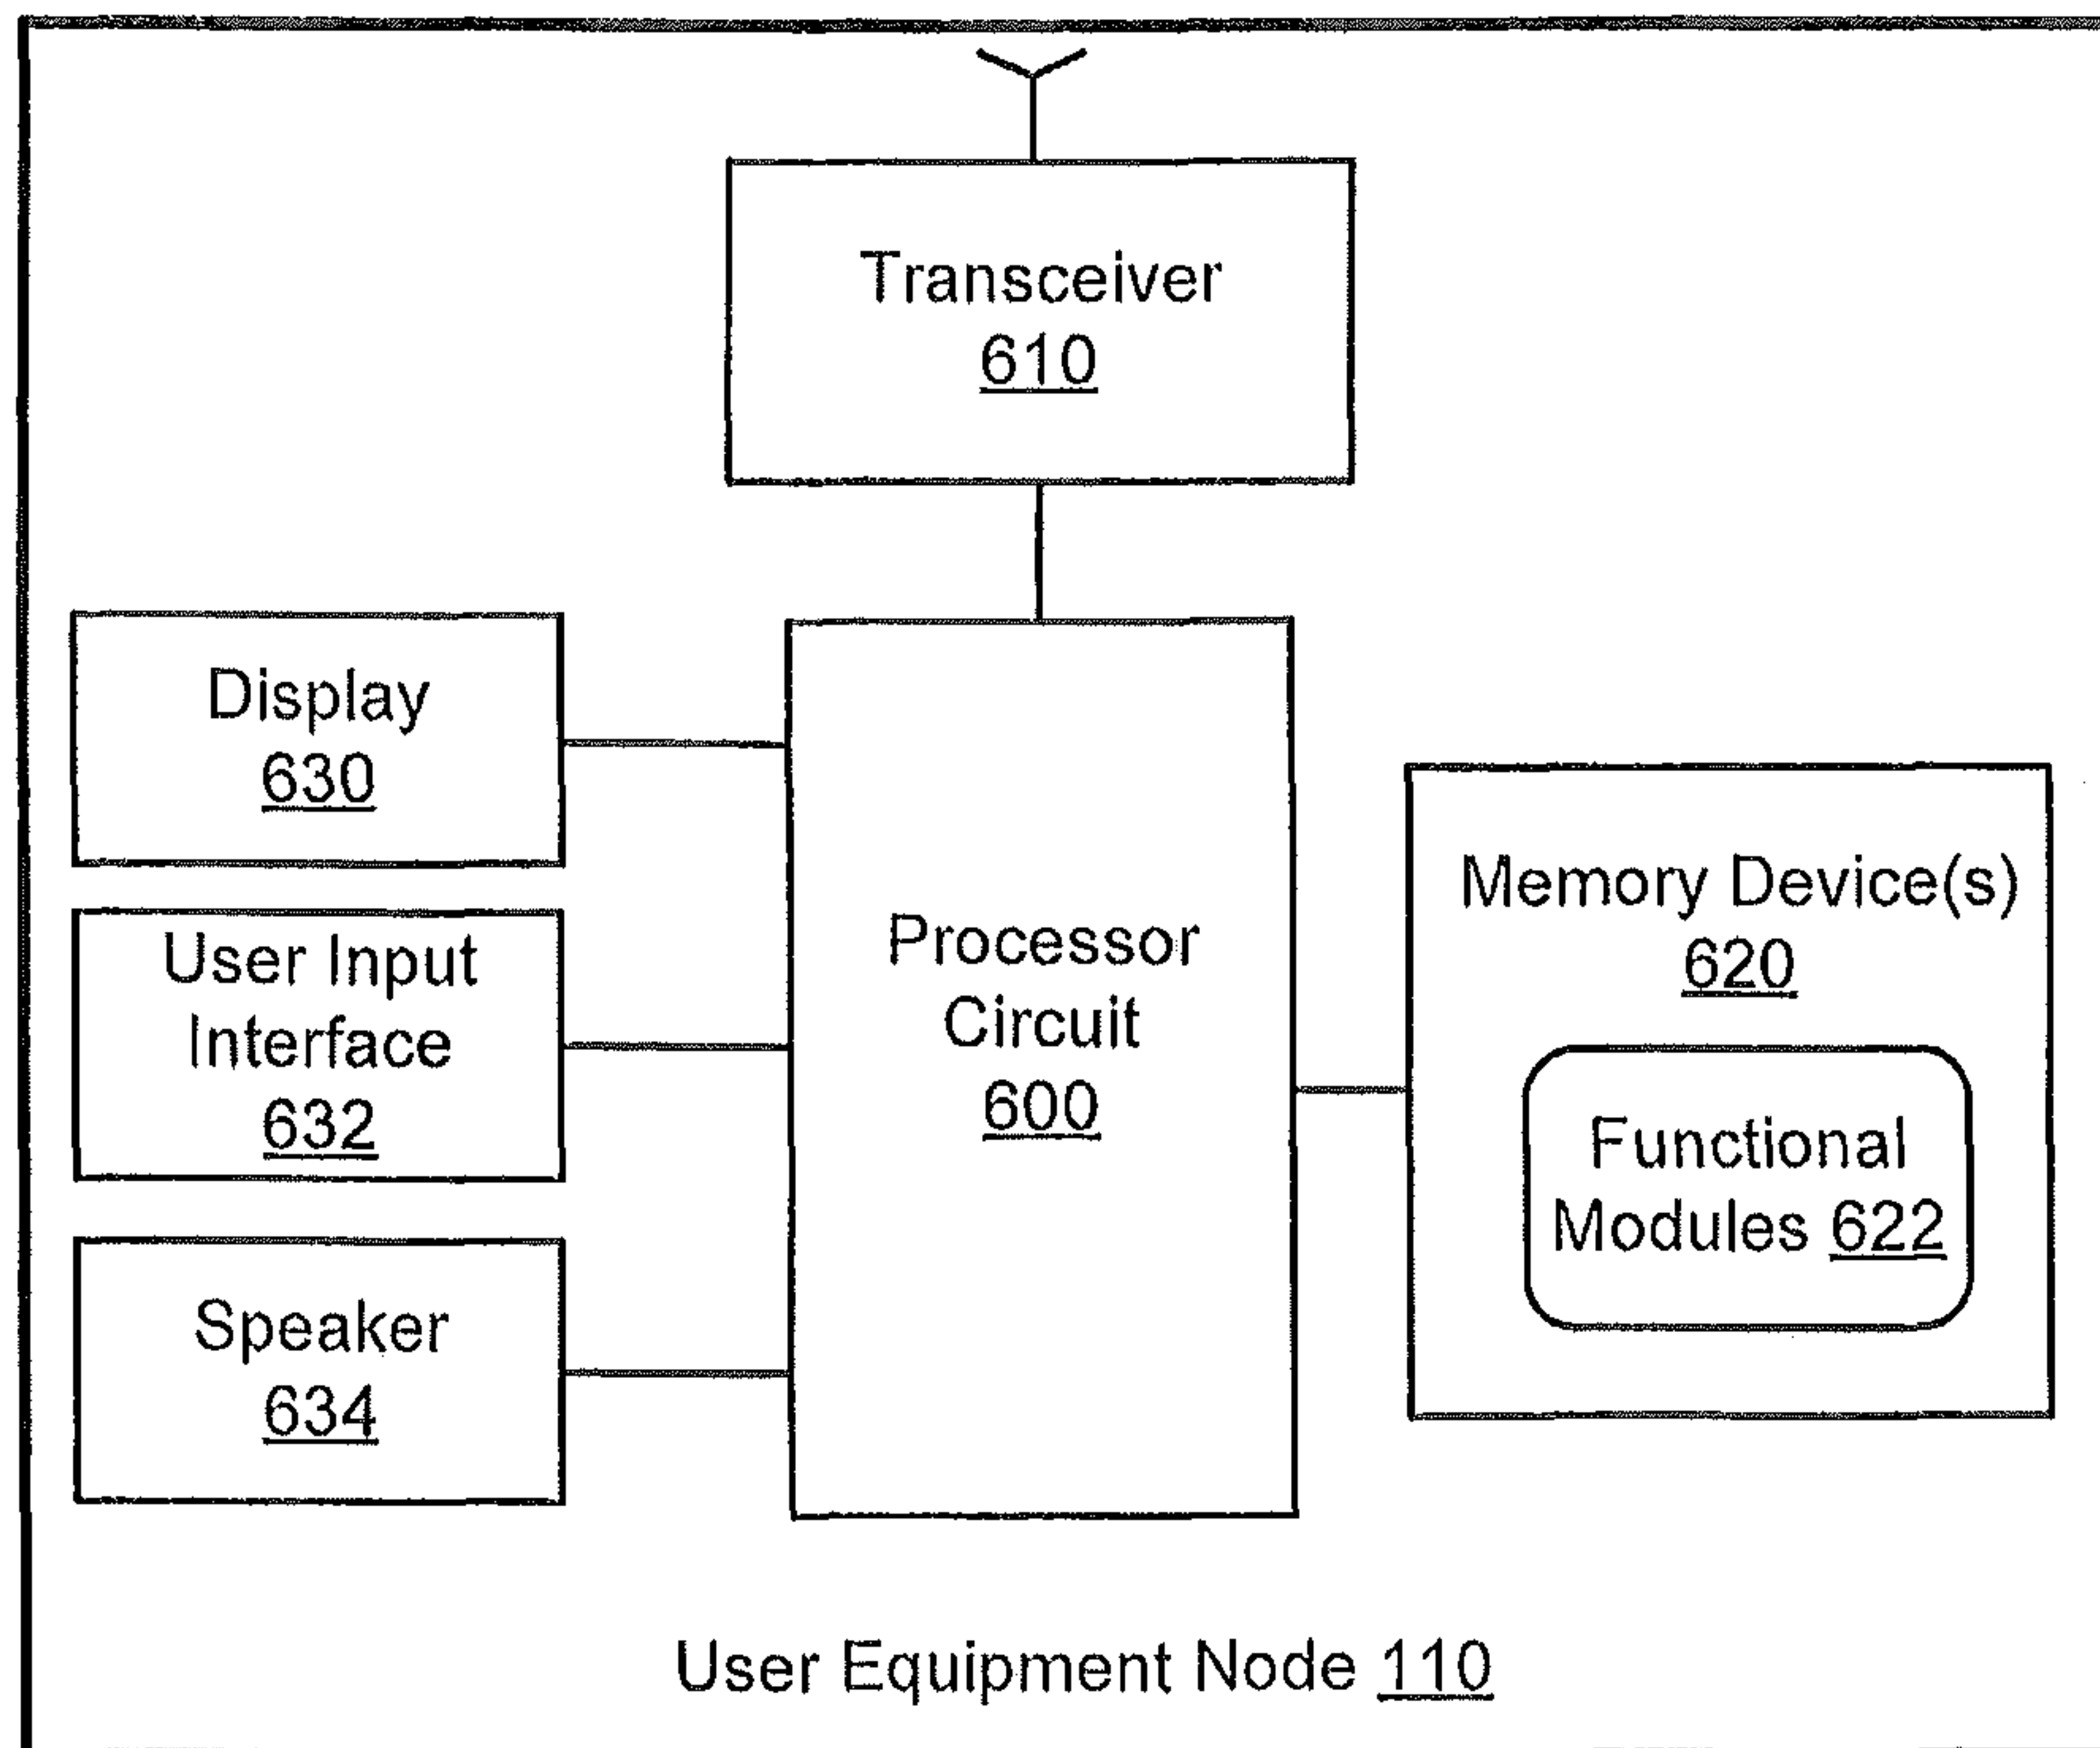 Transceiver
610
Display
630
User Input
Interface
632
Speaker
634
Processor
Circuit
600
Memory Device(s)
620
Functional
Modules 622
User Equipment Node 110